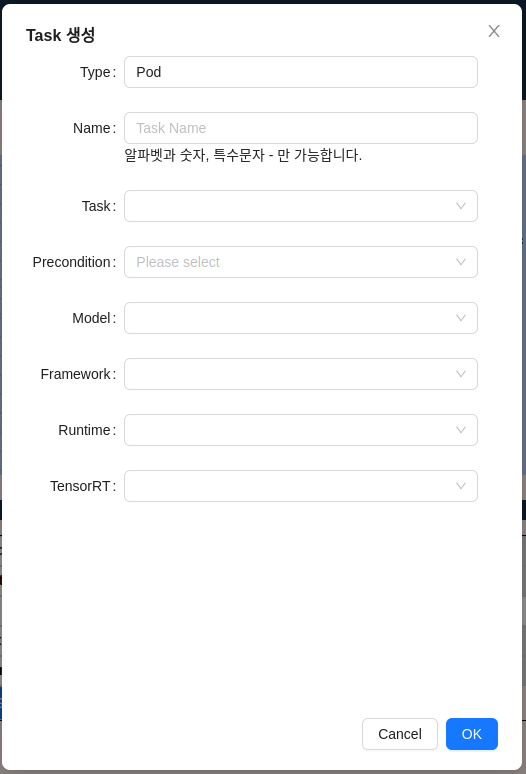 Task 생성
Type: Pod
Name: Task Name
알파벳과 숫자, 특수문자 - 만 가능합니다.
Task:
Precondition: Please select
Model:
Framework:
Runtime:
TensorRT:
Cancel OK